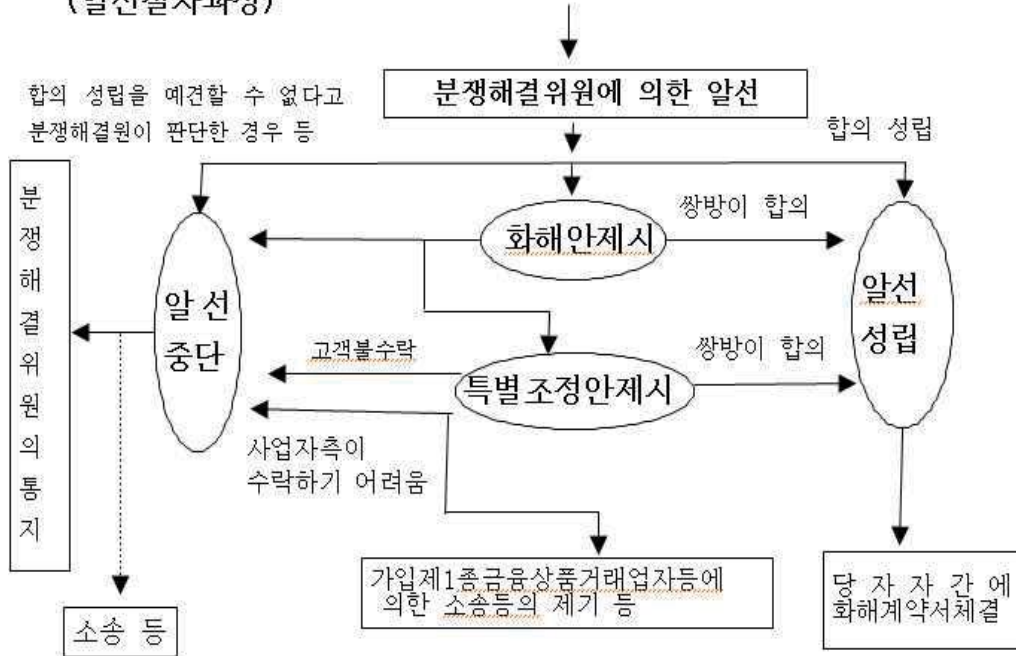 (알선절차과정)
분쟁해결위원에 의한 알선
합의 성립을 예견할 수 없다고
분쟁해결원이 판단한 경우 등
합의 성립
쌍방이 합의
화해안제시
분쟁해결위원의통지
알선
중단
알선
성립
고객불수락
쌍방이 합의
특별조정안제시
사업자측이
수락하기 어려움
가입제1종금융상품거래업자등에
의한 소송등의 제기 등
당 자 자 간 에
화해계약서체결
소송 등